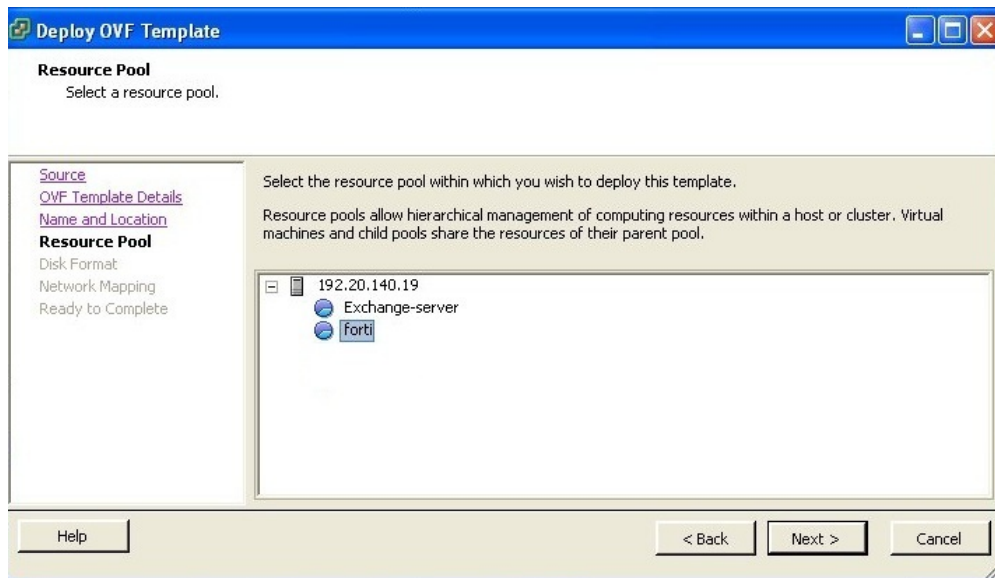 Deploy OVF Template
Resource Pool
Select a resource pool.
Source
OVF Template Details
Name and Location
Resource Pool
Disk Format
Network Mapping
Ready to Complete
Select the resource pool within which you wish to deploy this template.
Resource pools allow hierarchical management of computing resources within a host or cluster. Virtual
machines and child pools share the resources of their parent pool.
192.20.140.19
Exchange-server
forti
Help
< Back
Next >
Cancel